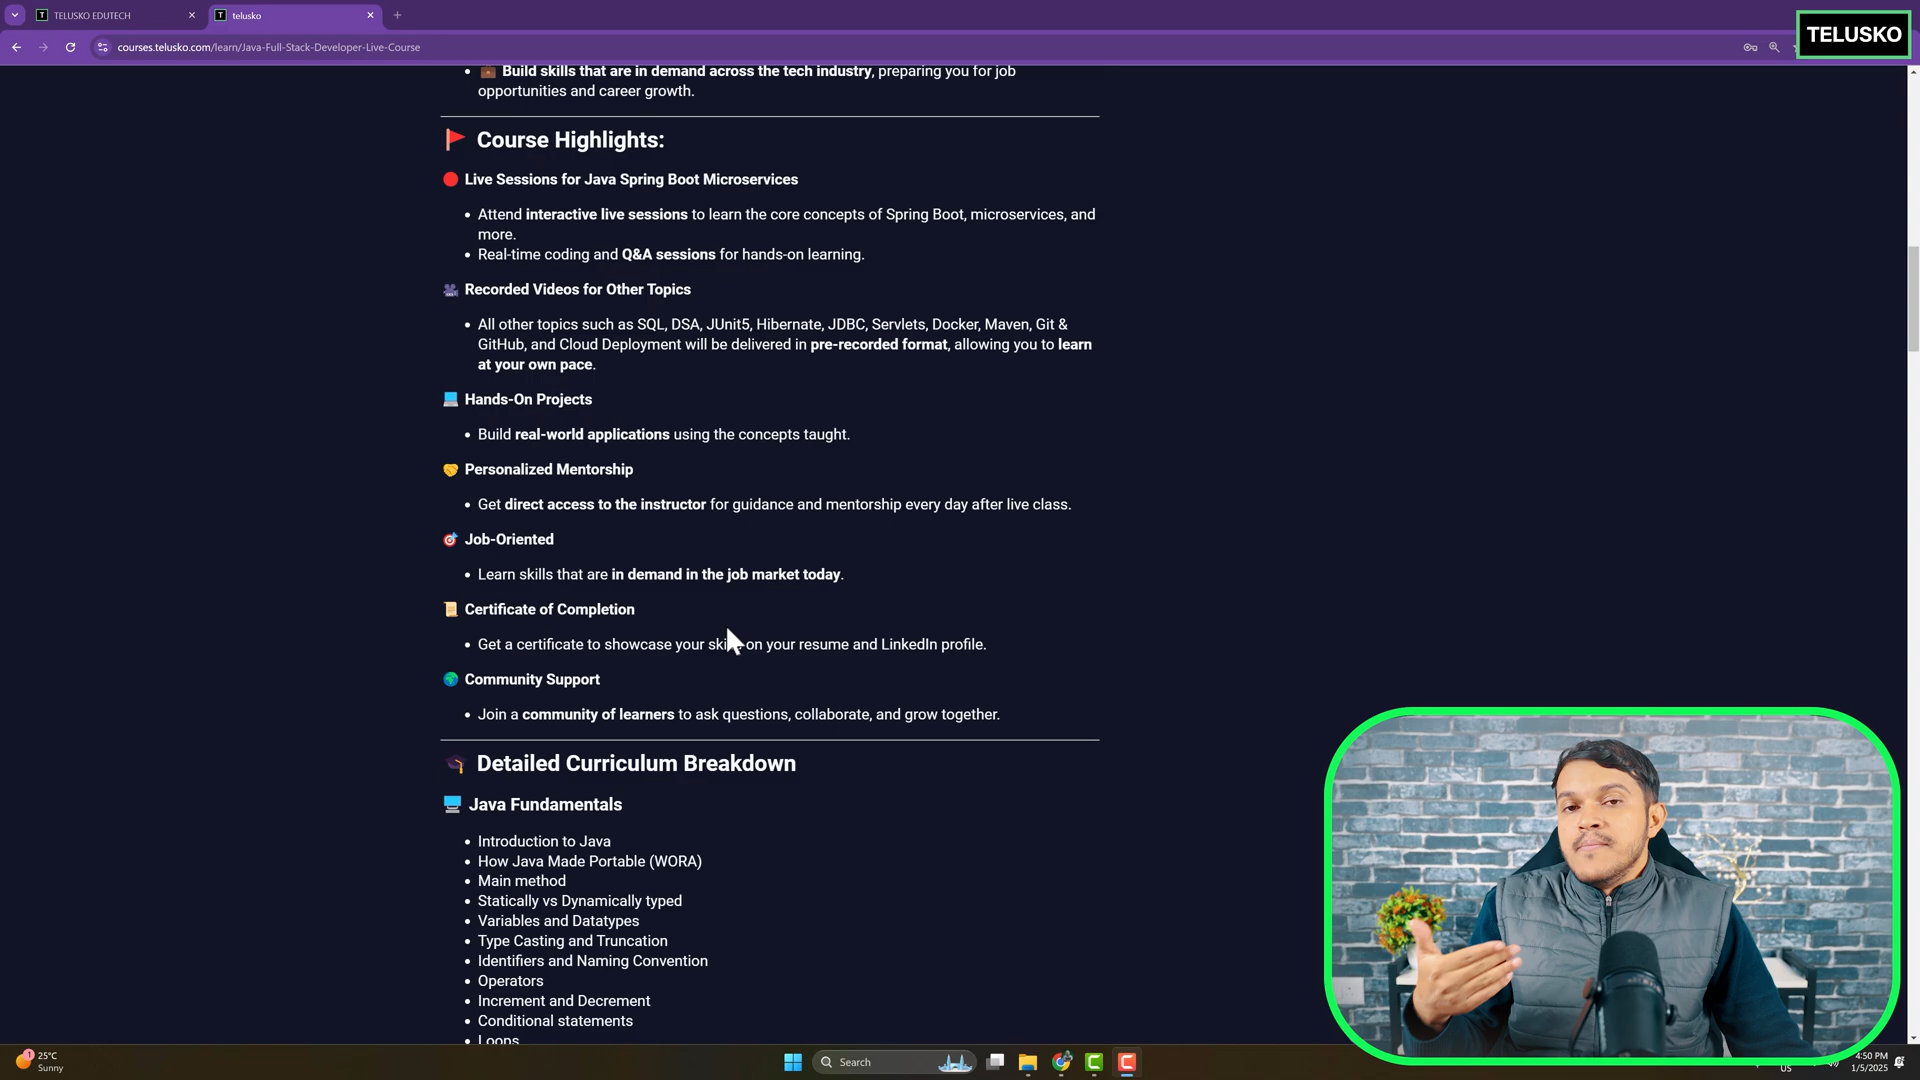 TELUSKO EDUTECH
telusko
courses.telusko.com/learn/Java-Full-Stack-Developer-Live-Course
TELUSKO
Build skills that are in demand across the tech industry, preparing you for job
opportunities and career growth.
Course Highlights:
Live Sessions for Java Spring Boot Microservices
Attend interactive live sessions to learn the core concepts of Spring Boot, microservices, and
more.
Real-time coding and Q&A sessions for hands-on learning.
Recorded Videos for Other Topics
All other topics such as SQL, DSA, JUnit5, Hibernate, JDBC, Servlets, Docker, Maven, Git &
GitHub, and Cloud Deployment will be delivered in pre-recorded format, allowing you to learn
at your own pace.
Hands-On Projects
Build real-world applications using the concepts taught.
Personalized Mentorship
Get direct access to the instructor for guidance and mentorship every day after live class.
Job-Oriented
Learn skills that are in demand in the job market today.
Certificate of Completion
Get a certificate to showcase your on your resume and LinkedIn profile.
Community Support
Join a community of learners to ask questions, collaborate, and grow together.
Detailed Curriculum Breakdown
Java Fundamentals
Introduction to Java
How Java Made Portable (WORA)
Main method
Statically vs Dynamically typed
Variables and Datatypes
Type Casting and Truncation
Identifiers and Naming Convention
Operators
Increment and Decrement
Conditional statements
Loops
1
25°C
Sunny
Search
US
4:50 PM
1/5/2025